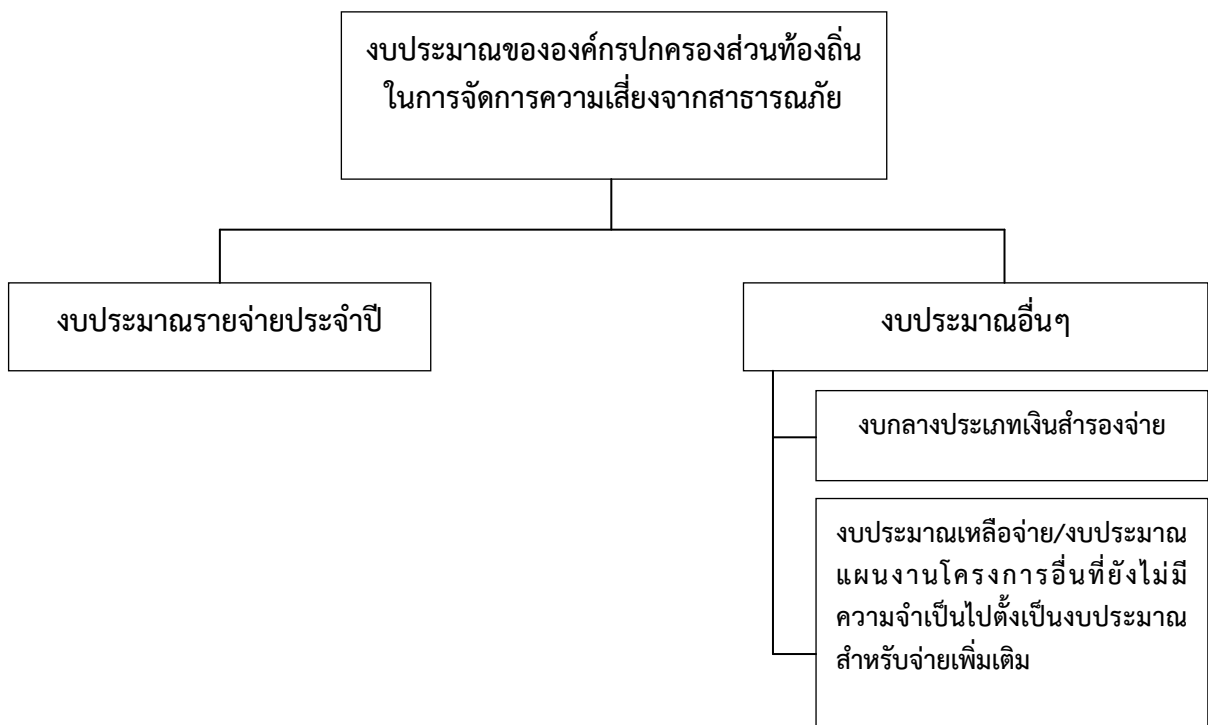 งบประมาณขององค์กรปกครองส่วนท้องถิ่น
ในการจัดการความเสี่ยงจากสาธารณภัย
งบประมาณรายจ่ายประจำปี
งบประมาณอื่นๆ
งบกลางประเภทเงินสำรองจ่าย
งบประมาณเหลือจ่าย/งบประมาณ
แผนงานโครงการอื่นที่ยังไม่มี
ความจำเป็นไปตั้งเป็นงบประมาณ
สำหรับจ่ายเพิ่มเติม